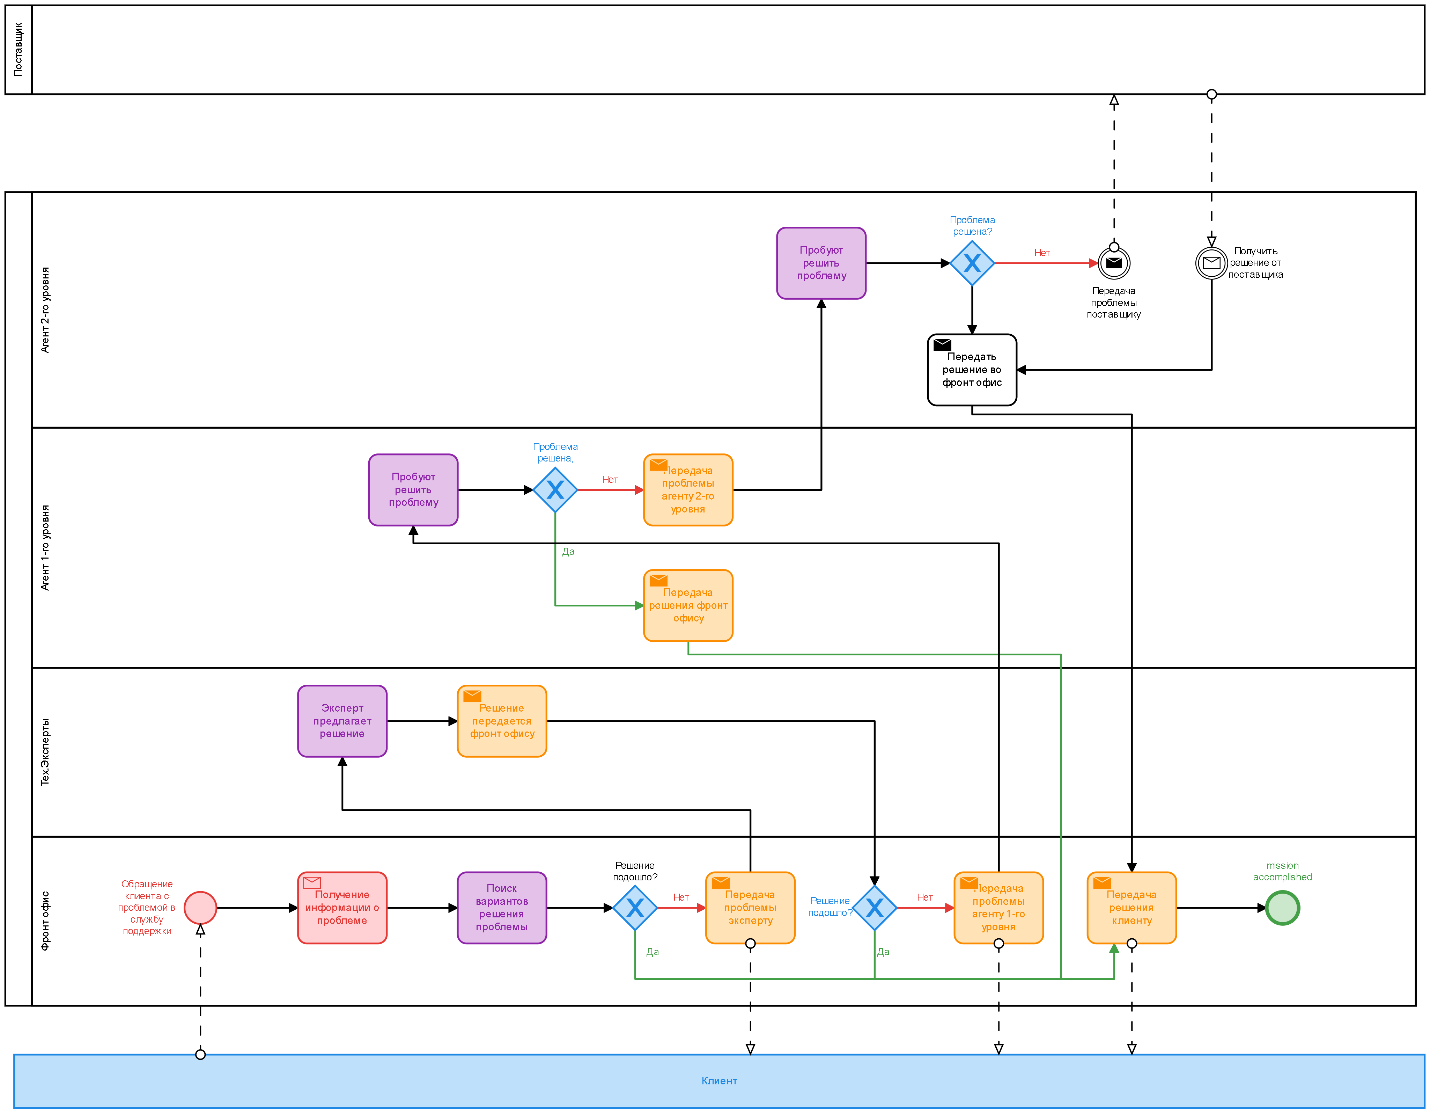 Поставщик
Агент 2-го уровня
Пробуют
решить
проблему
Проблема
решена?
Нет
Передача
проблемы
поставщику
Получить
решение от
поставщика
Передать
решение во
фронт офис
Агент 1-го уровня
Пробуют
решить
проблему
Проблема
решена,
Нет
Да
Передача
проблемы
агенту 2-го
уровня
Передача
решения фронт
офису
Тех.Эксперты
Эксперт
предлагает
решение
Решение
передается
фронт офису
Фронт офис
Обращение
клиента с
проблемой в
службу
поддержки
Получение
информации о
проблеме
Поиск
вариантов
решения
проблемы
Решение
подошло?
Нет
Да
Передача
проблемы
эксперту
Решение
подошло?
Нет
Да
Передача
проблемы
агенту 1-го
уровня
Передача
решения
клиенту
mission
accomplished
Клиент